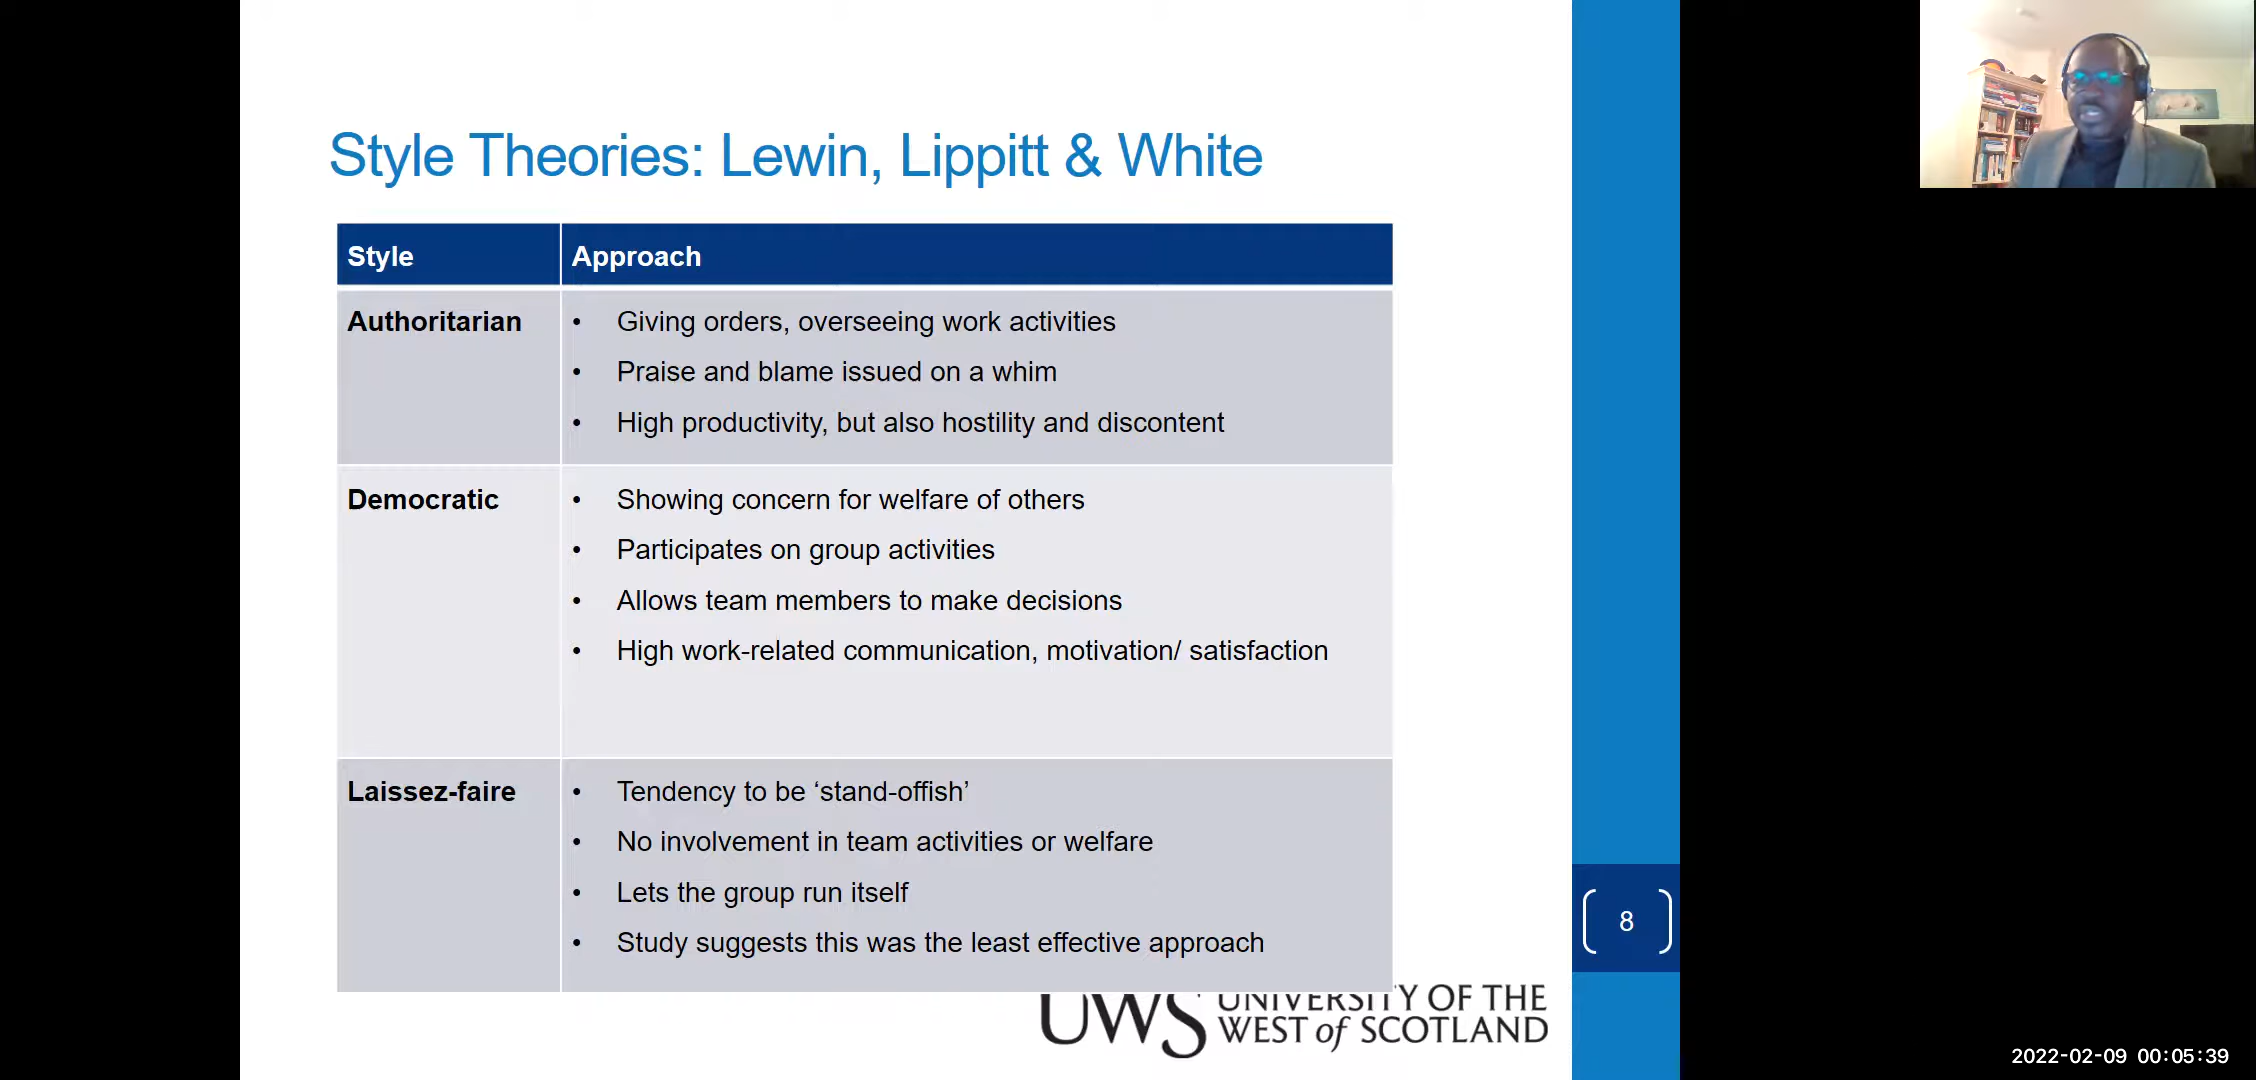 Style Theories: Lewin, Lippitt & White
Style
Approach
Authoritarian
• Giving orders, overseeing work activities
• Praise and blame issued on a whim
• High productivity, but also hostility and discontent
Democratic
• Showing concern for welfare of others
• Participates on group activities
• Allows team members to make decisions
• High work-related communication, motivation/ satisfaction
Laissez-faire
• Tendency to be ‘stand-offish’
• No involvement in team activities or welfare
• Lets the group run itself
• Study suggests this was the least effective approach
8
UWS
UNIVERSITY OF THE
WEST of SCOTLAND
2022-02-09 00:05:39